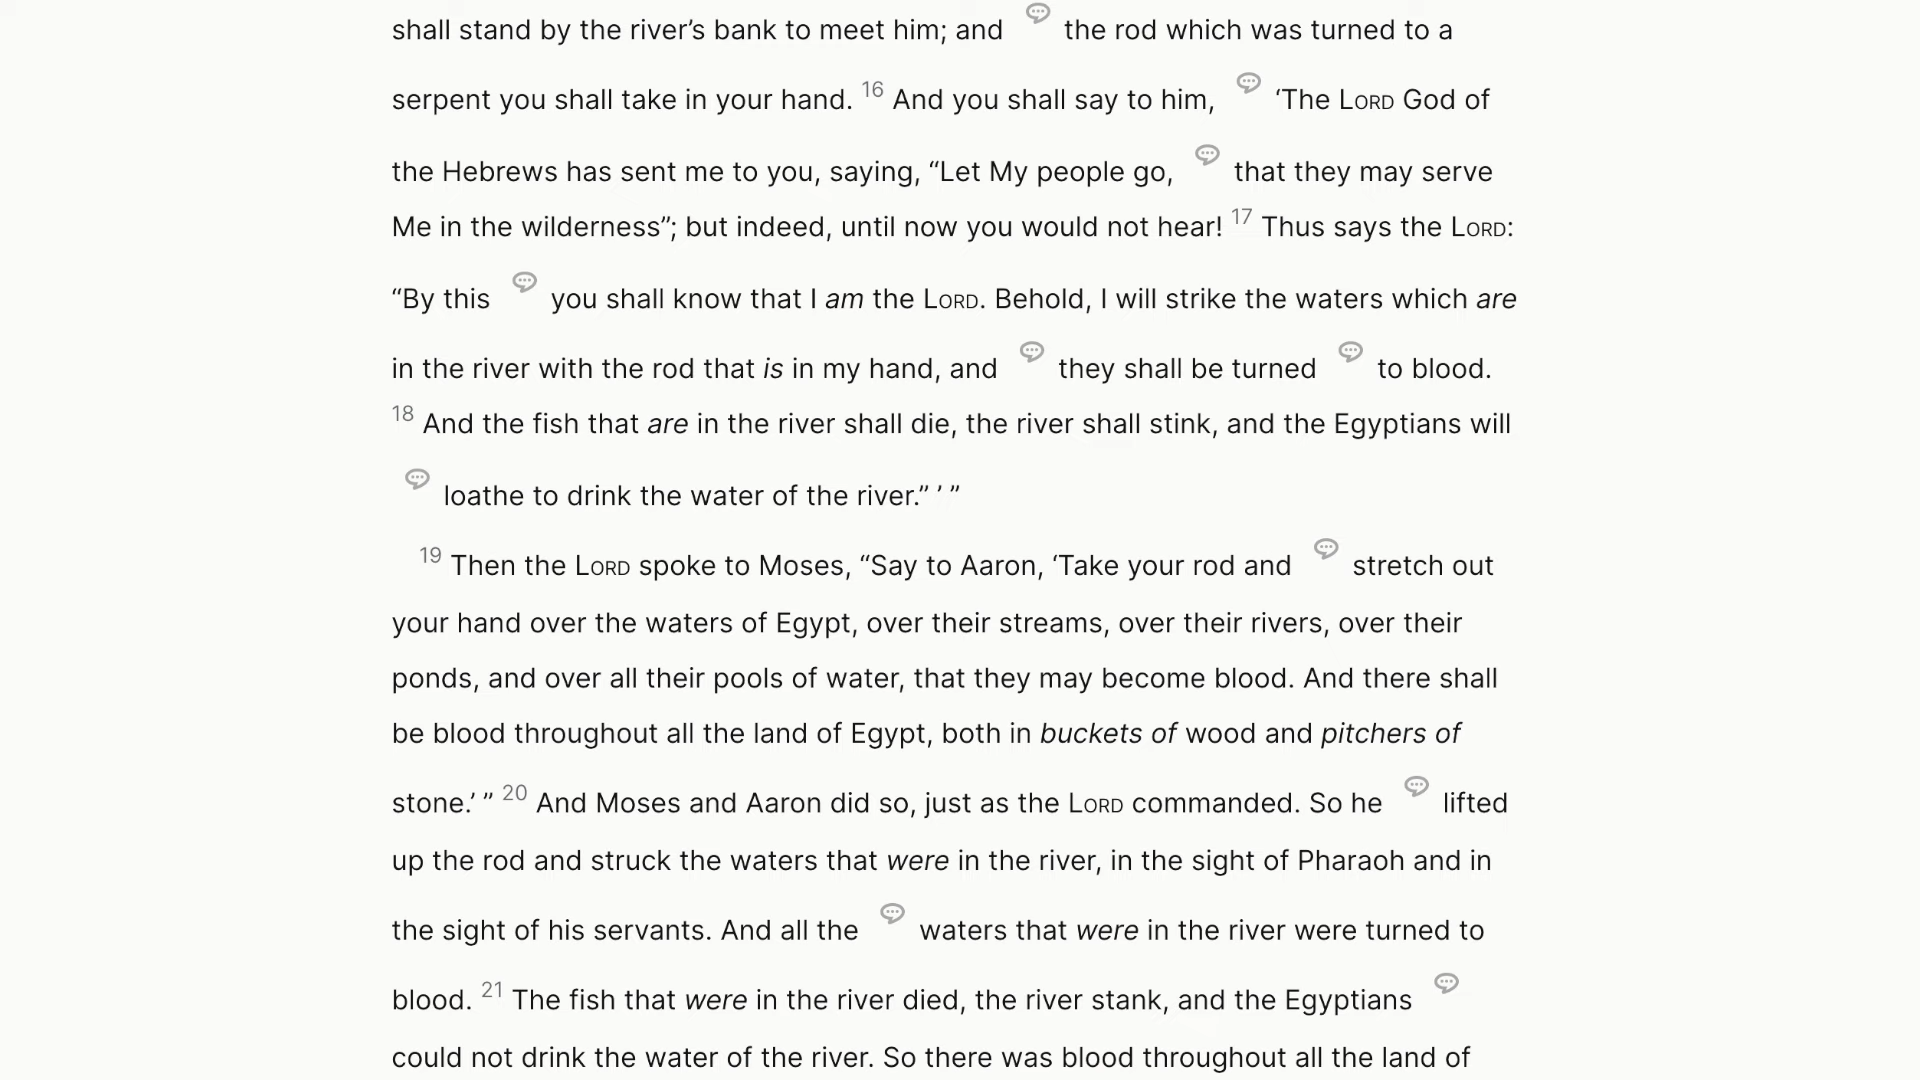 shall stand by the river’s bank to meet him; and the rod which was turned to a
serpent you shall take in your hand. 16 And you shall say to him, ‘The LORD God of
the Hebrews has sent me to you, saying, “Let My people go, that they may serve
Me in the wilderness”; but indeed, until now you would not hear! 17 Thus says the LORD:
“By this you shall know that I am the LORD. Behold, I will strike the waters which are
in the river with the rod that is in my hand, and they shall be turned to blood.
18 And the fish that are in the river shall die, the river shall stink, and the Egyptians will
loathe to drink the water of the river.” ’ ”
19 Then the LORD spoke to Moses, “Say to Aaron, ‘Take your rod and stretch out
your hand over the waters of Egypt, over their streams, over their rivers, over their
ponds, and over all their pools of water, that they may become blood. And there shall
be blood throughout all the land of Egypt, both in buckets of wood and pitchers of
stone.’ ” 20 And Moses and Aaron did so, just as the LORD commanded. So he lifted
up the rod and struck the waters that were in the river, in the sight of Pharaoh and in
the sight of his servants. And all the waters that were in the river were turned to
blood. 21 The fish that were in the river died, the river stank, and the Egyptians
could not drink the water of the river. So there was blood throughout all the land of